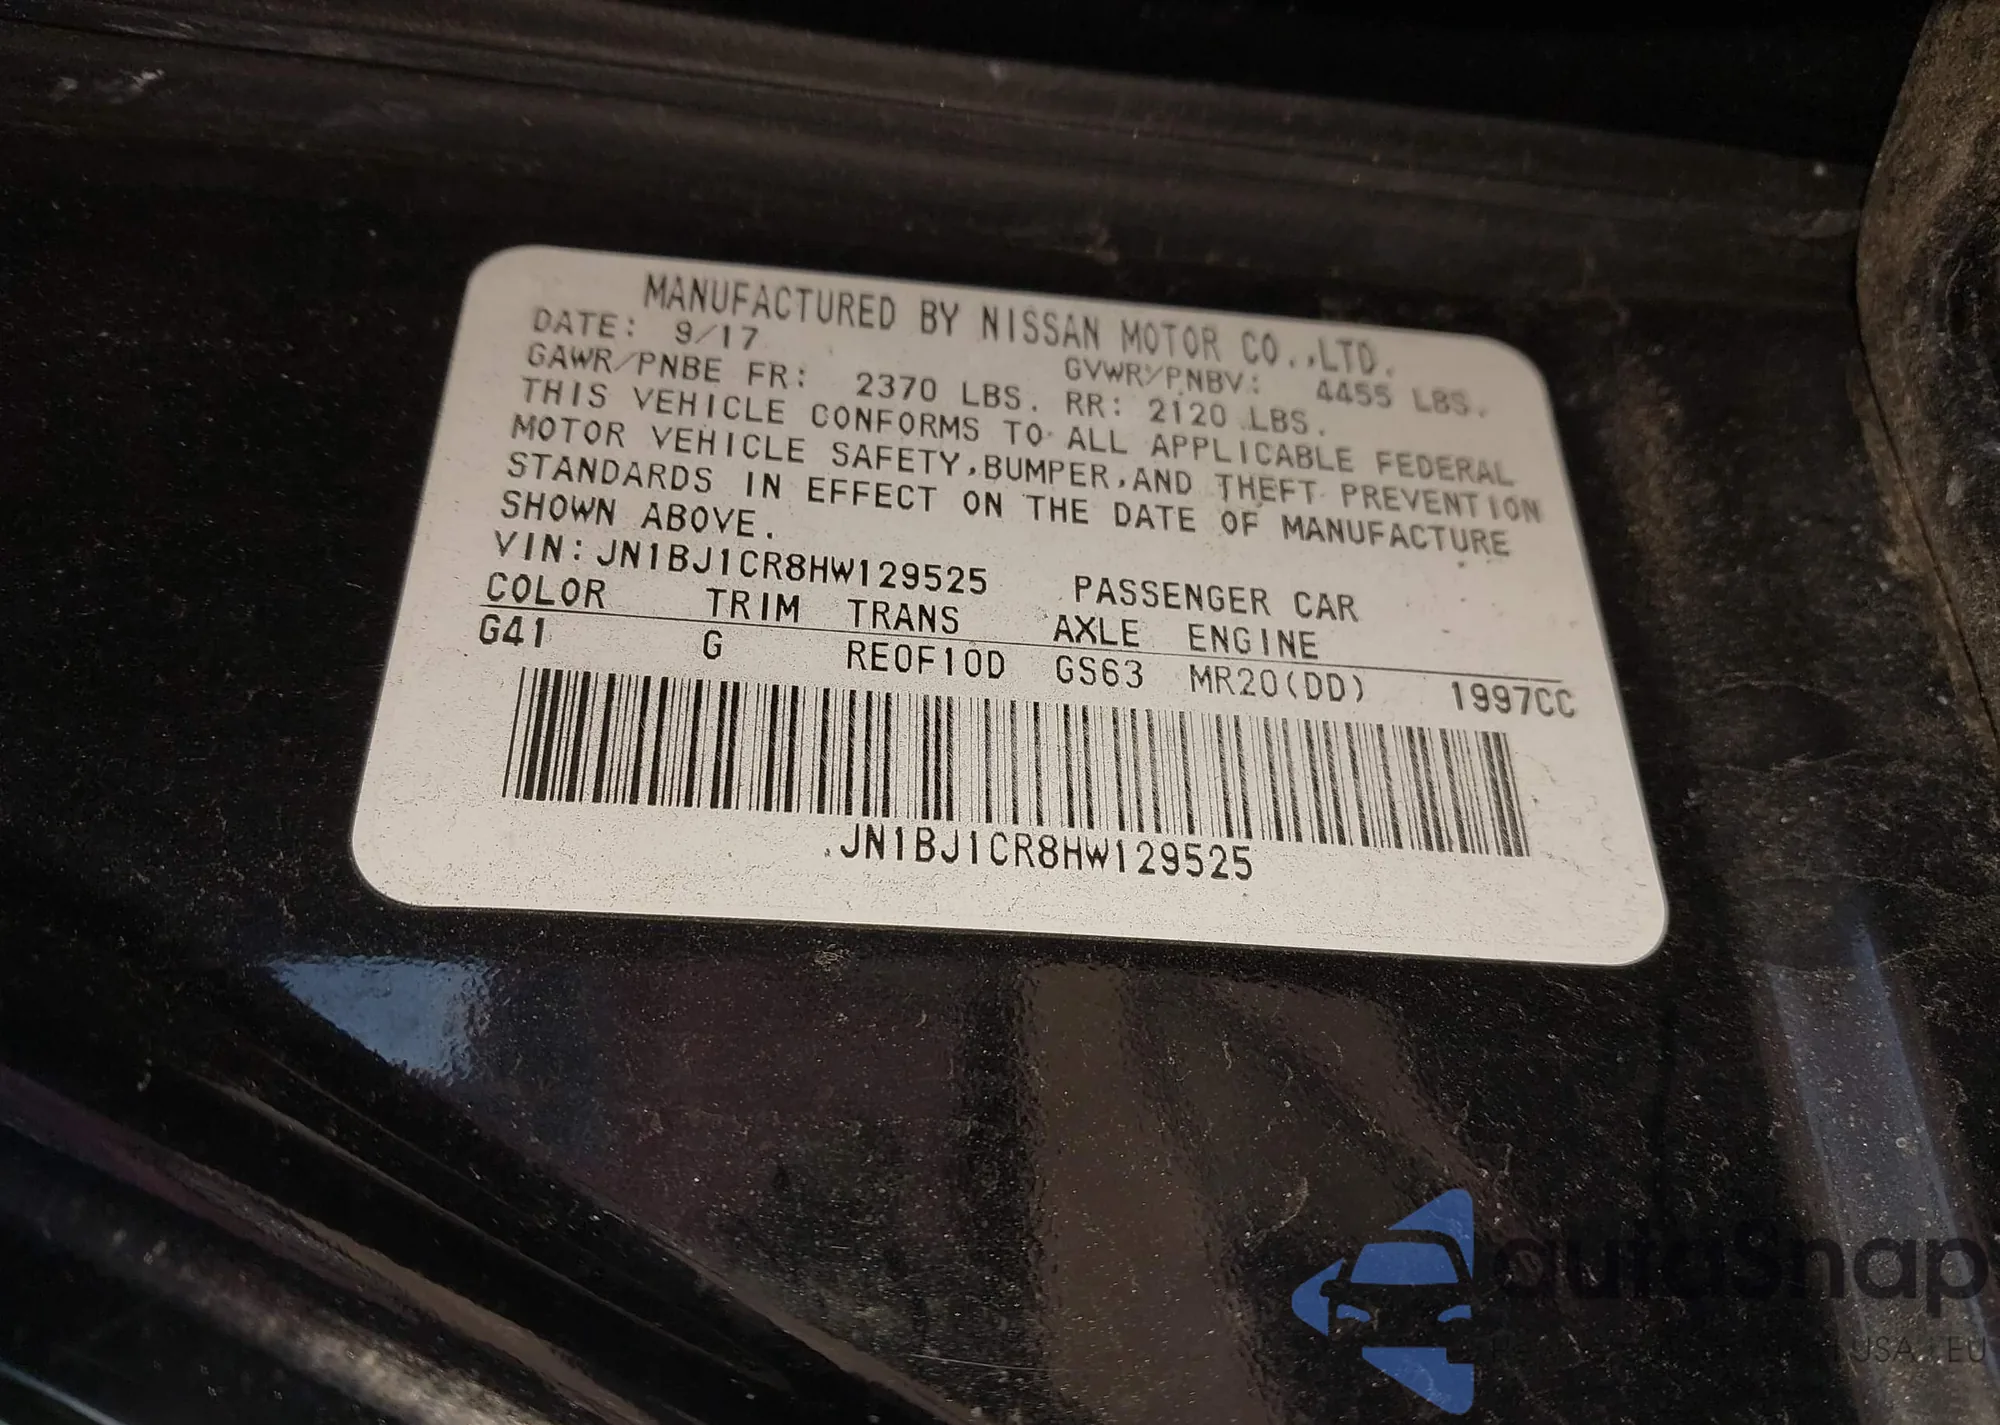 MANUFACTURED BY NISSAN MOTOR CO.,LTD.
DATE: 9/17 GVWR/PNBV: 4455 LBS.
GAWR/PNBE FR: 2370 LBS. RR: 2120 LBS.
THIS VEHICLE CONFORMS TO ALL APPLICABLE FEDERAL
MOTOR VEHICLE SAFETY,BUMPER,AND THEFT PREVENTION
STANDARDS IN EFFECT ON THE DATE OF MANUFACTURE
SHOWN ABOVE.
VIN:JN1BJ1CR8HW129525 PASSENGER CAR
COLOR TRIM TRANS AXLE ENGINE
G41 G RE0F10D GS63 MR20(DD) 1997CC
JN1BJ1CR8HW129525
autoSnap
USA EU